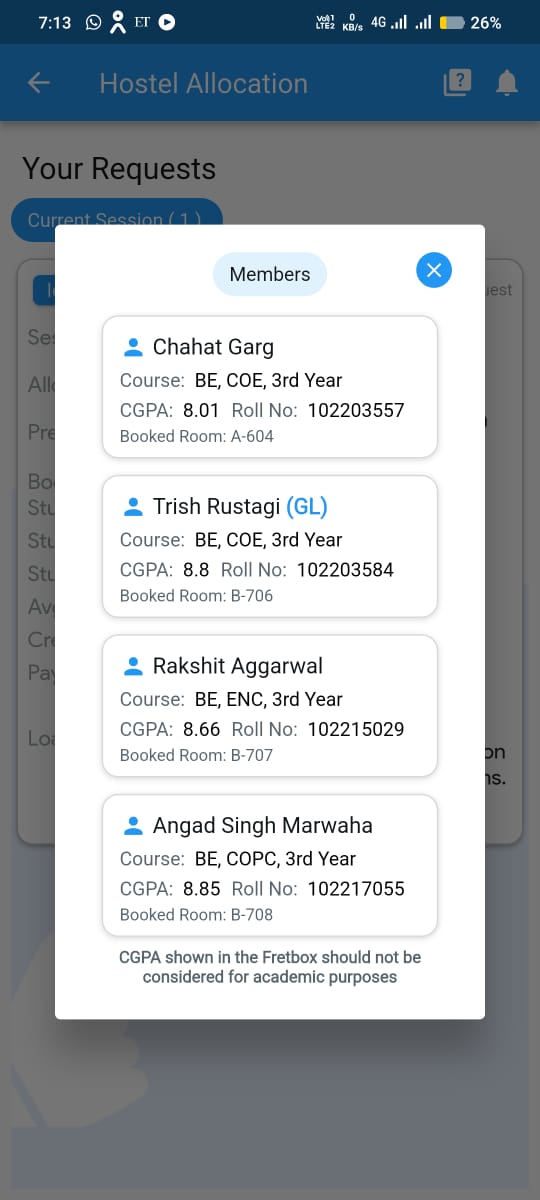 7:13 ET VoWiFi LTE2 0 KB/s 4G 26%
Hostel Allocation
Your Requests
Current Session ( 1 )
Members
Chahat Garg
Course: BE, COE, 3rd Year
CGPA: 8.01 Roll No: 102203557
Booked Room: A-604
Trish Rustagi (GL)
Course: BE, COE, 3rd Year
CGPA: 8.8 Roll No: 102203584
Booked Room: B-706
Rakshit Aggarwal
Course: BE, ENC, 3rd Year
CGPA: 8.66 Roll No: 102215029
Booked Room: B-707
Angad Singh Marwaha
Course: BE, COPC, 3rd Year
CGPA: 8.85 Roll No: 102217055
Booked Room: B-708
CGPA shown in the Fretbox should not be
considered for academic purposes